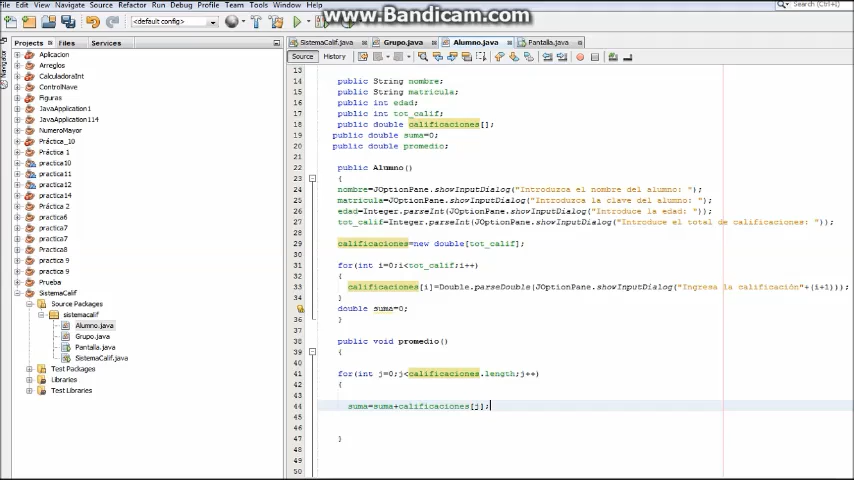 www.Bandicam.com
File Edit View Navigate Source Refactor Run Debug Profile Team Tools Window Help
Search (Ctrl+I)
<default config>
Projects Files Services
SistemaCalif.java Grupo.java Alumno.java Pantalla.java
Source History
Navigator
Aplicacion
Arreglos
CalculadoraInt
ControlNave
Figuras
JavaApplication1
JavaApplication114
NumeroMayor
Práctica_10
Práctica 1
practica10
practica11
practica12
practica14
Práctica 2
practica6
practica7
practica7
Practica8
practica 9
practica 9
Prueba
SistemaCalif
Source Packages
sistemacalif
Alumno.java
Grupo.java
Pantalla.java
SistemaCalif.java
Test Packages
Libraries
Test Libraries
13
14 public String nombre;
15 public String matricula;
16 public int edad;
17 public int tot_calif;
18 public double calificaciones[];
19 public double suma=0;
20 public double promedio;
21
22 public Alumno()
23 {
24 nombre=JOptionPane.showInputDialog("Introduzca el nombre del alumno: ");
25 matricula=JOptionPane.showInputDialog("Introduzca la clave del alumno: ");
26 edad=Integer.parseInt(JOptionPane.showInputDialog("Introduce la edad: "));
27 tot_calif=Integer.parseInt(JOptionPane.showInputDialog("Introduce el total de calificaciones: "));
28
29 calificaciones=new double[tot_calif];
30
31 for(int i=0;i<tot_calif;i++)
32 {
33 calificaciones[i]=Double.parseDouble(JOptionPane.showInputDialog("Ingresa la calificación"+(i+1)));
34 }
double suma=0;
36 }
37
38 public void promedio()
39 {
40
41 for(int j=0;j<calificaciones.length;j++)
42 {
43
44 suma=suma+calificaciones[j];
45
46
47 }
48
49
50